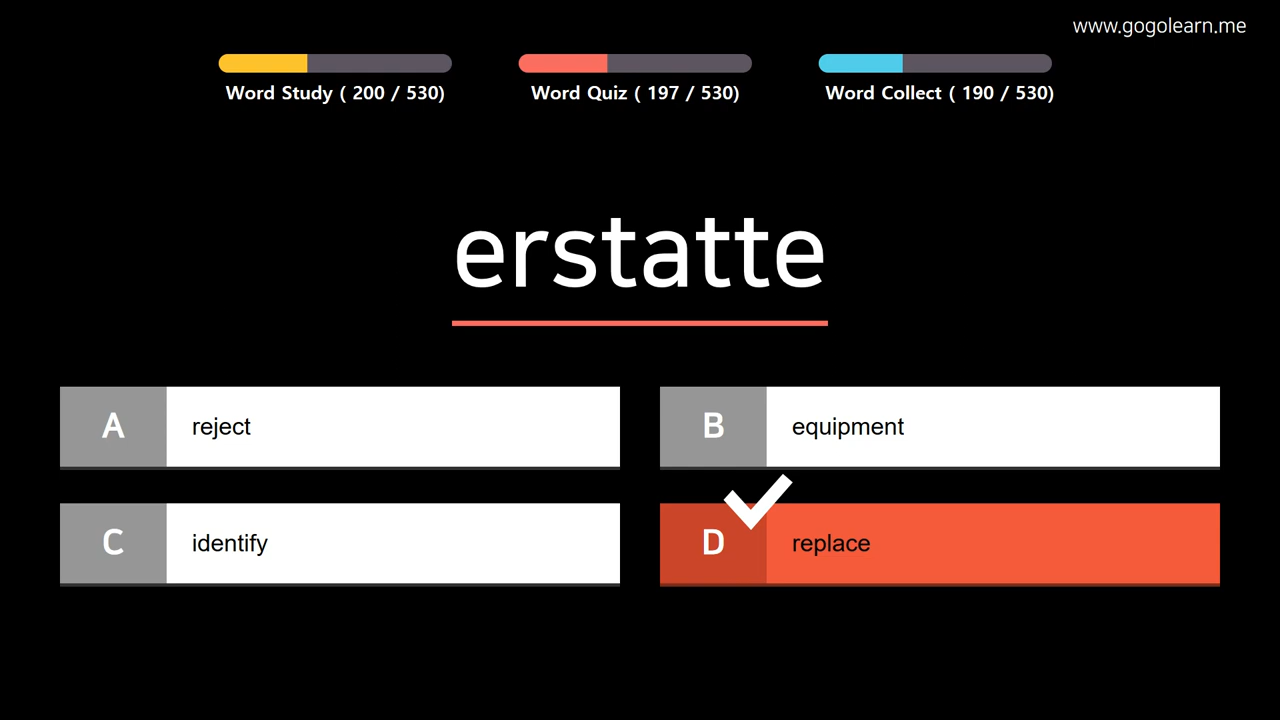 www.gogolearn.me
Word Study ( 200 / 530)
Word Quiz ( 197 / 530)
Word Collect ( 190 / 530)
erstatte
A reject
B equipment
C identify
D replace